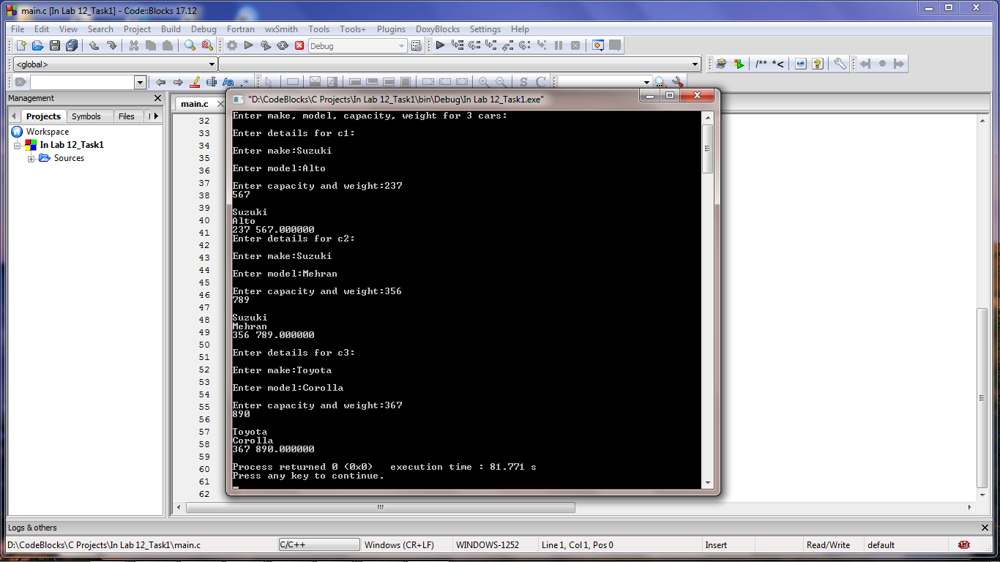 main.c [In Lab 12_Task1] - Code::Blocks 17.12
File Edit View Search Project Build Debug Fortran wxSmith Tools Tools+ Plugins DoxyBlocks Settings Help
Debug
<global>
/** *<
Aa .*
S C
Management
Projects Symbols Files
Workspace
In Lab 12_Task1
Sources
main.c
32
33
34
35
36
37
38
39
40
41
42
43
44
45
46
47
48
49
50
51
52
53
54
55
56
57
58
59
60
61
62
"D:\CodeBlocks\C Projects\In Lab 12_Task1\bin\Debug\In Lab 12_Task1.exe"
Enter make, model, capacity, weight for 3 cars:
Enter details for c1:
Enter make:Suzuki
Enter model:Alto
Enter capacity and weight:237
567
Suzuki
Alto
237 567.000000
Enter details for c2:
Enter make:Suzuki
Enter model:Mehran
Enter capacity and weight:356
789
Suzuki
Mehran
356 789.000000
Enter details for c3:
Enter make:Toyota
Enter model:Corolla
Enter capacity and weight:367
890
Toyota
Corolla
367 890.000000
Process returned 0 (0x0)   execution time : 81.771 s
Press any key to continue.
Logs & others
D:\CodeBlocks\C Projects\In Lab 12_Task1\main.c C/C++ Windows (CR+LF) WINDOWS-1252 Line 1, Col 1, Pos 0 Insert Read/Write default